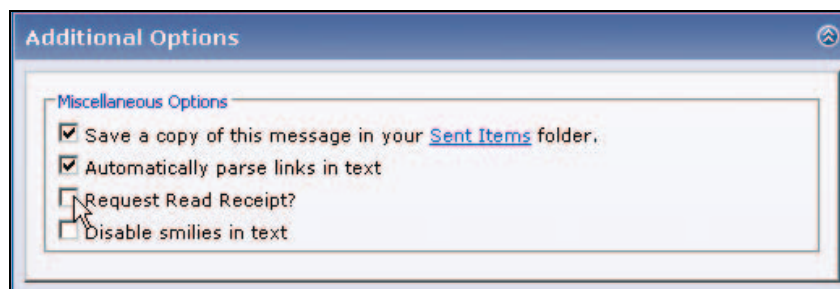 Additional Options
Miscellaneous Options
Save a copy of this message in your Sent Items folder.
Automatically parse links in text
Request Read Receipt?
Disable smilies in text